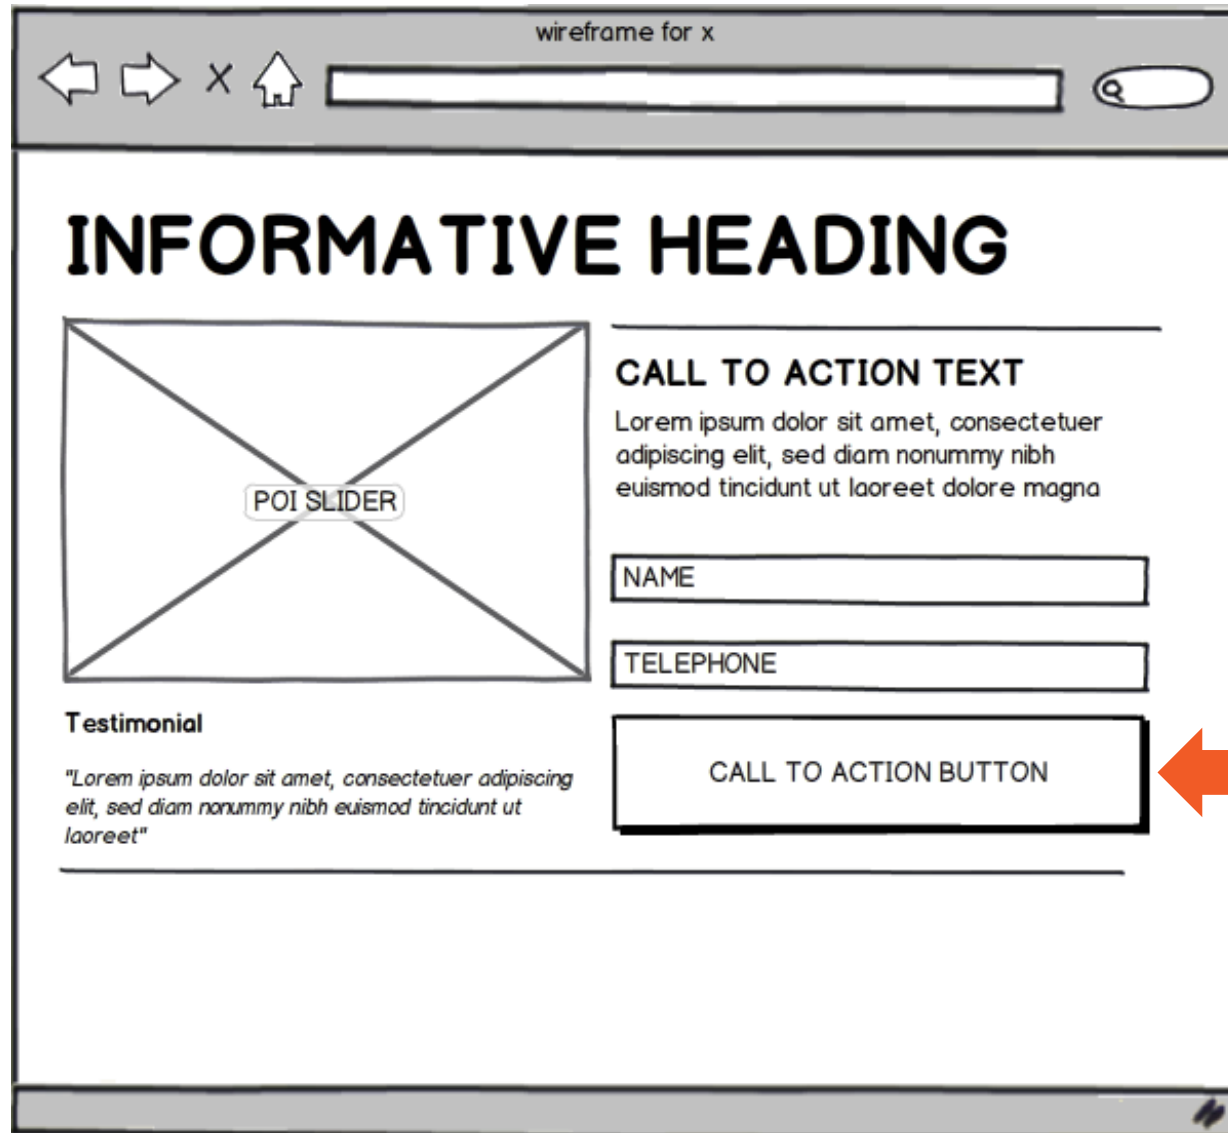 wireframe for x
INFORMATIVE HEADING
POI SLIDER
Testimonial
"Lorem ipsum dolor sit amet, consectetuer adipiscing
elit, sed diam nonummy nibh euismod tincidunt ut
laoreet"
CALL TO ACTION TEXT
Lorem ipsum dolor sit amet, consectetuer
adipiscing elit, sed diam nonummy nibh
euismod tincidunt ut laoreet dolore magna
NAME
TELEPHONE
CALL TO ACTION BUTTON